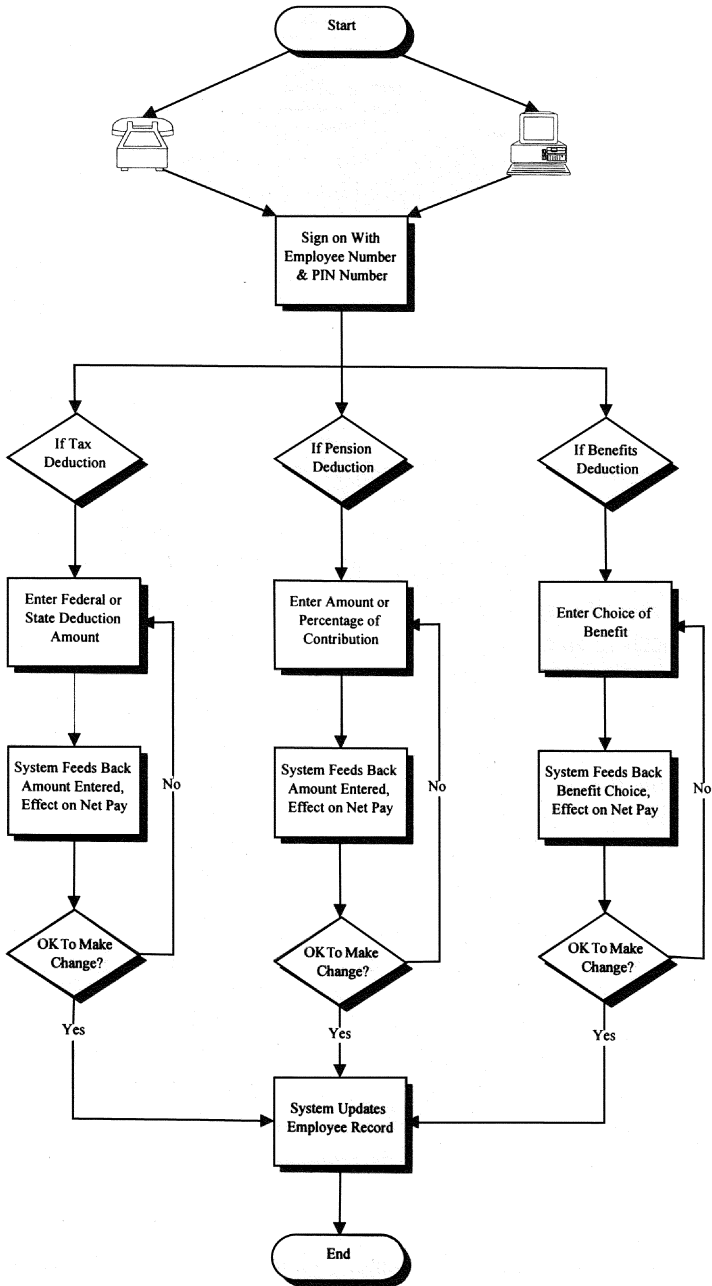 Start
Sign on With
Employee Number
& PIN Number
If Tax
Deduction
If Pension
Deduction
If Benefits
Deduction
Enter Federal or
State Deduction
Amount
Enter Amount or
Percentage of
Contribution
Enter Choice of
Benefit
System Feeds Back
Amount Entered,
Effect on Net Pay
No
System Feeds Back
Amount Entered,
Effect on Net Pay
No
System Feeds Back
Benefit Choice,
Effect on Net Pay
No
OK To Make
Change?
OK To Make
Change?
OK To Make
Change?
Yes
Yes
Yes
System Updates
Employee Record
End